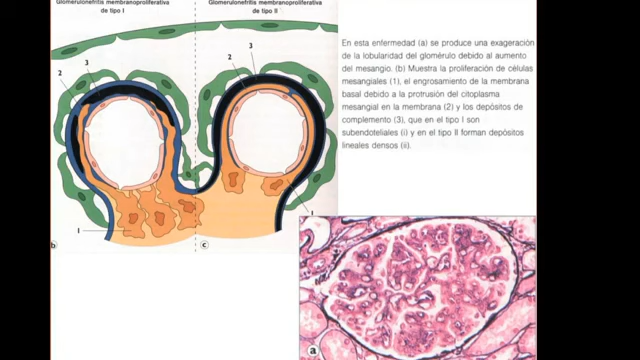 Glomerulonefritis membranoproliferativa
de tipo I
Glomerulonefritis membranoproliferativa
de tipo II
2
3
2
3
1
1
b
c
En esta enfermedad (a) se produce una exageración
de la lobularidad del glomérulo debido al aumento
del mesangio. (b) Muestra la proliferación de células
mesangiales (1), el engrosamiento de la membrana
basal debido a la protrusión del citoplasma
mesangial en la membrana (2) y los depósitos de
complemento (3), que en el tipo I son
subendoteliales (i) y en el tipo II forman depósitos
lineales densos (ii).
a